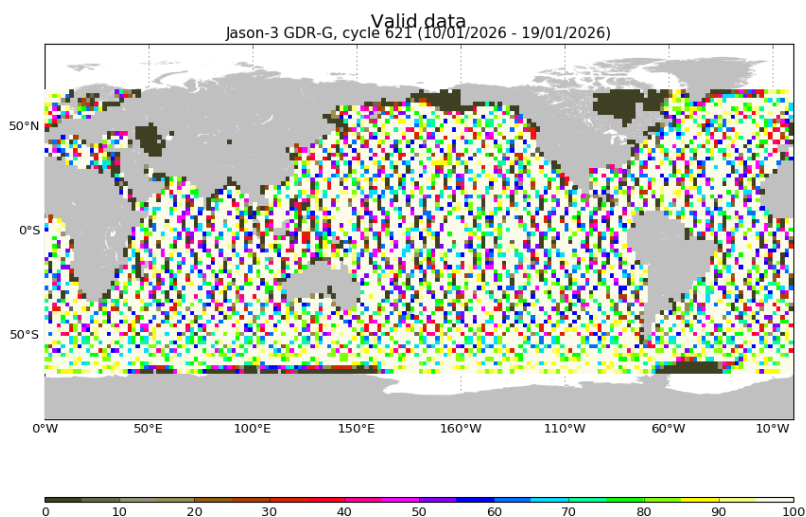 Valid data
Jason-3 GDR-G, cycle 621 (10/01/2026 - 19/01/2026)
50°N
0°S
50°S
0°W 50°E 100°E 150°E 160°W 110°W 60°W 10°W
0 10 20 30 40 50 60 70 80 90 100